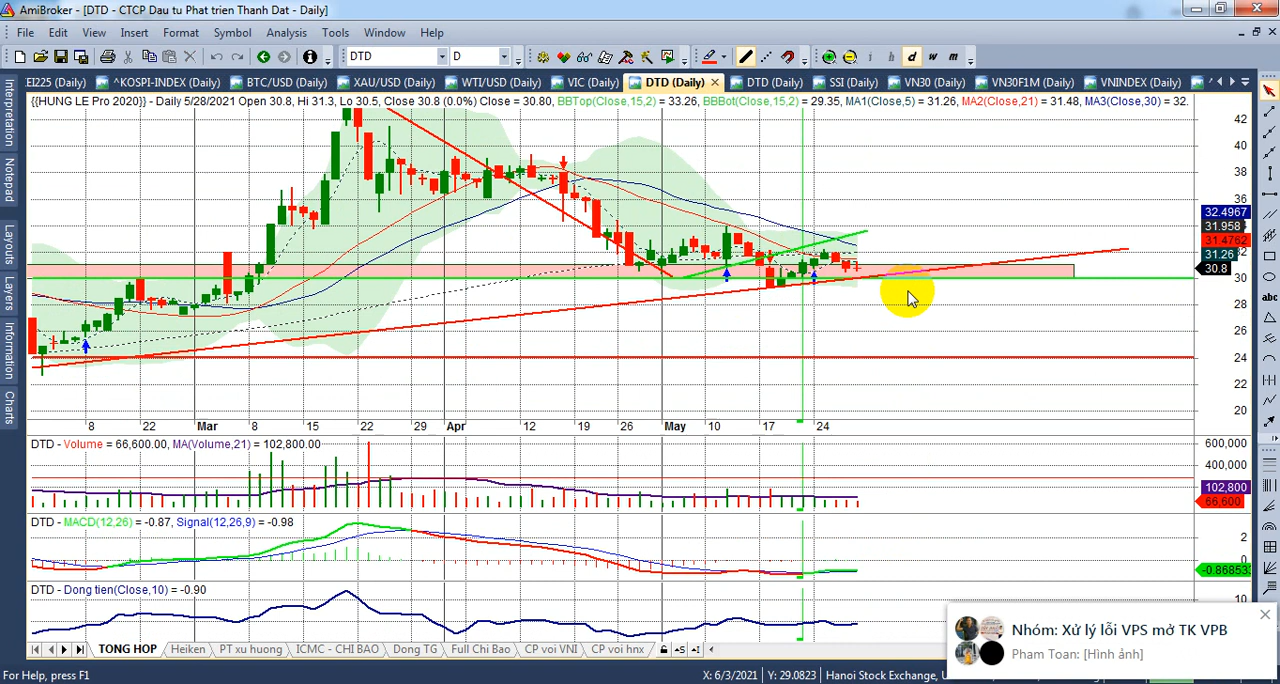 AmiBroker - [DTD - CTCP Dau tu Phat trien Thanh Dat - Daily]
File Edit View Insert Format Symbol Analysis Tools Window Help
DTD D i h d w m
EI225 (Daily) ^KOSPI-INDEX (Daily) BTC/USD (Daily) XAU/USD (Daily) WTI/USD (Daily) VIC (Daily) DTD (Daily) DTD (Daily) SSI (Daily) VN30 (Daily) VN30F1M (Daily) VNINDEX (Daily)
{{HUNG LE Pro 2020}} - Daily 5/28/2021 Open 30.8, Hi 31.3, Lo 30.5, Close 30.8 (0.0%) Close = 30.80, BBTop(Close,15,2) = 33.26, BBBot(Close,15,2) = 29.35, MA1(Close,5) = 31.26, MA2(Close,21) = 31.48, MA3(Close,30) = 32.
Interpretation
Notepad
Layouts
Layers
Information
Charts
42
40
38
36
34
32.4967
31.958
32
31.4762
31.26
30.8
30
28
26
24
22
20
abc
8 22 Mar 8 15 22 29 Apr 12 19 26 May 10 17 24
DTD - Volume = 66,600.00, MA(Volume,21) = 102,800.00
600,000
400,000
102,800
66,600
DTD - MACD(12,26) = -0.87, Signal(12,26,9) = -0.98
2
0
-0.868533
DTD - Dong tien(Close,10) = -0.90
10
Nhóm: Xử lý lỗi VPS mở TK VPB
Pham Toan: [Hình ảnh]
TONG HOP Heiken PT xu huong ICMC - CHI BAO Dong TG Full Chi Bao CP voi VNI CP voi hnx
For Help, press F1 X: 6/3/2021 Y: 29.0823 Hanoi Stock Exchange,